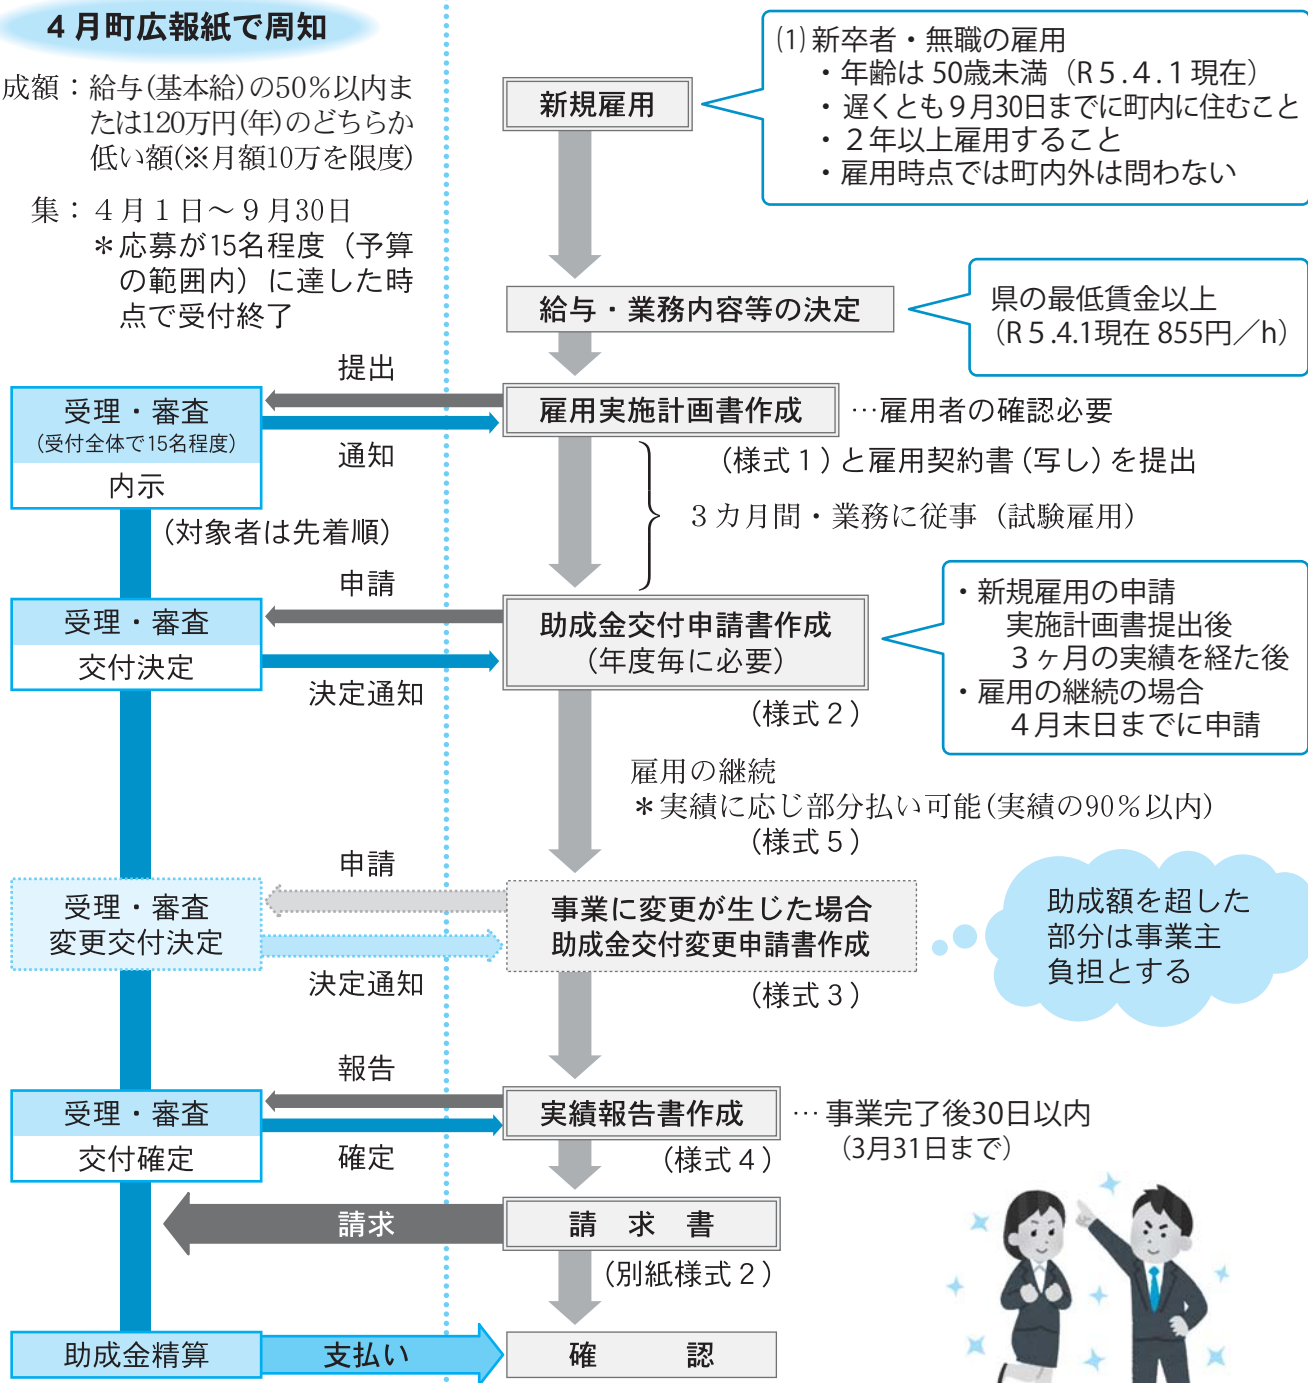 ４月町広報紙で周知
成額：給与(基本給)の50％以内ま
たは120万円(年)のどちらか
低い額(※月額10万を限度)
集：４月１日～９月30日
＊応募が15名程度（予算
の範囲内）に達した時
点で受付終了
新規雇用
⑴ 新卒者・無職の雇用
・年齢は 50歳未満（R５.４.１現在）
・遅くとも９月30日までに町内に住むこと
・２年以上雇用すること
・雇用時点では町内外は問わない
給与・業務内容等の決定
県の最低賃金以上
（R５.4.1現在 855円／h）
提出
受理・審査
（受付全体で15名程度）
内示
通知
雇用実施計画書作成
…雇用者の確認必要
（様式１）と雇用契約書（写し）を提出
（対象者は先着順）
３カ月間・業務に従事（試験雇用）
申請
受理・審査
交付決定
決定通知
助成金交付申請書作成
（年度毎に必要）
（様式２）
・新規雇用の申請
実施計画書提出後
３ヶ月の実績を経た後
・雇用の継続の場合
４月末日までに申請
雇用の継続
＊実績に応じ部分払い可能(実績の90％以内)
（様式５）
申請
受理・審査
変更交付決定
決定通知
事業に変更が生じた場合
助成金交付変更申請書作成
（様式３）
助成額を超した
部分は事業主
負担とする
報告
受理・審査
交付確定
確定
実績報告書作成
…事業完了後30日以内
（3月31日まで）
（様式４）
請求
請 求 書
（別紙様式２）
助成金精算
支払い
確 認